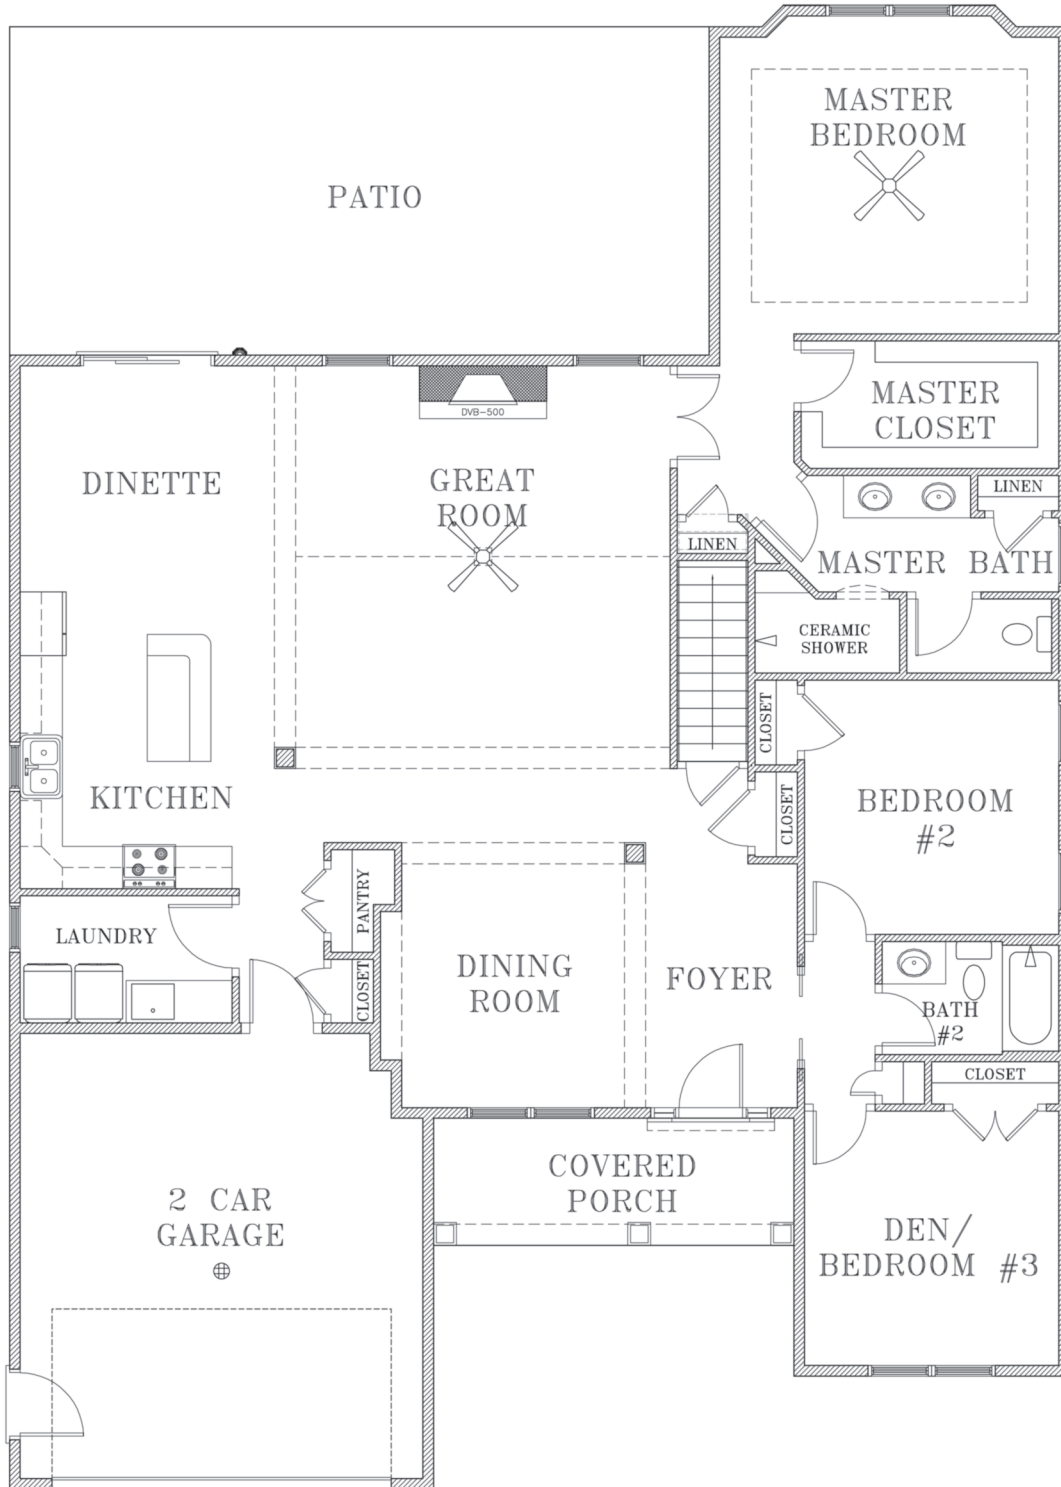 MASTER
BEDROOM
PATIO
MASTER
CLOSET
DVB-500
DINETTE
GREAT
ROOM
LINEN
LINEN
MASTER BATH
CERAMIC
SHOWER
CLOSET
KITCHEN
CLOSET
BEDROOM
#2
PANTRY
LAUNDRY
CLOSET
DINING
ROOM
FOYER
BATH
#2
CLOSET
COVERED
PORCH
2 CAR
GARAGE
DEN/
BEDROOM #3